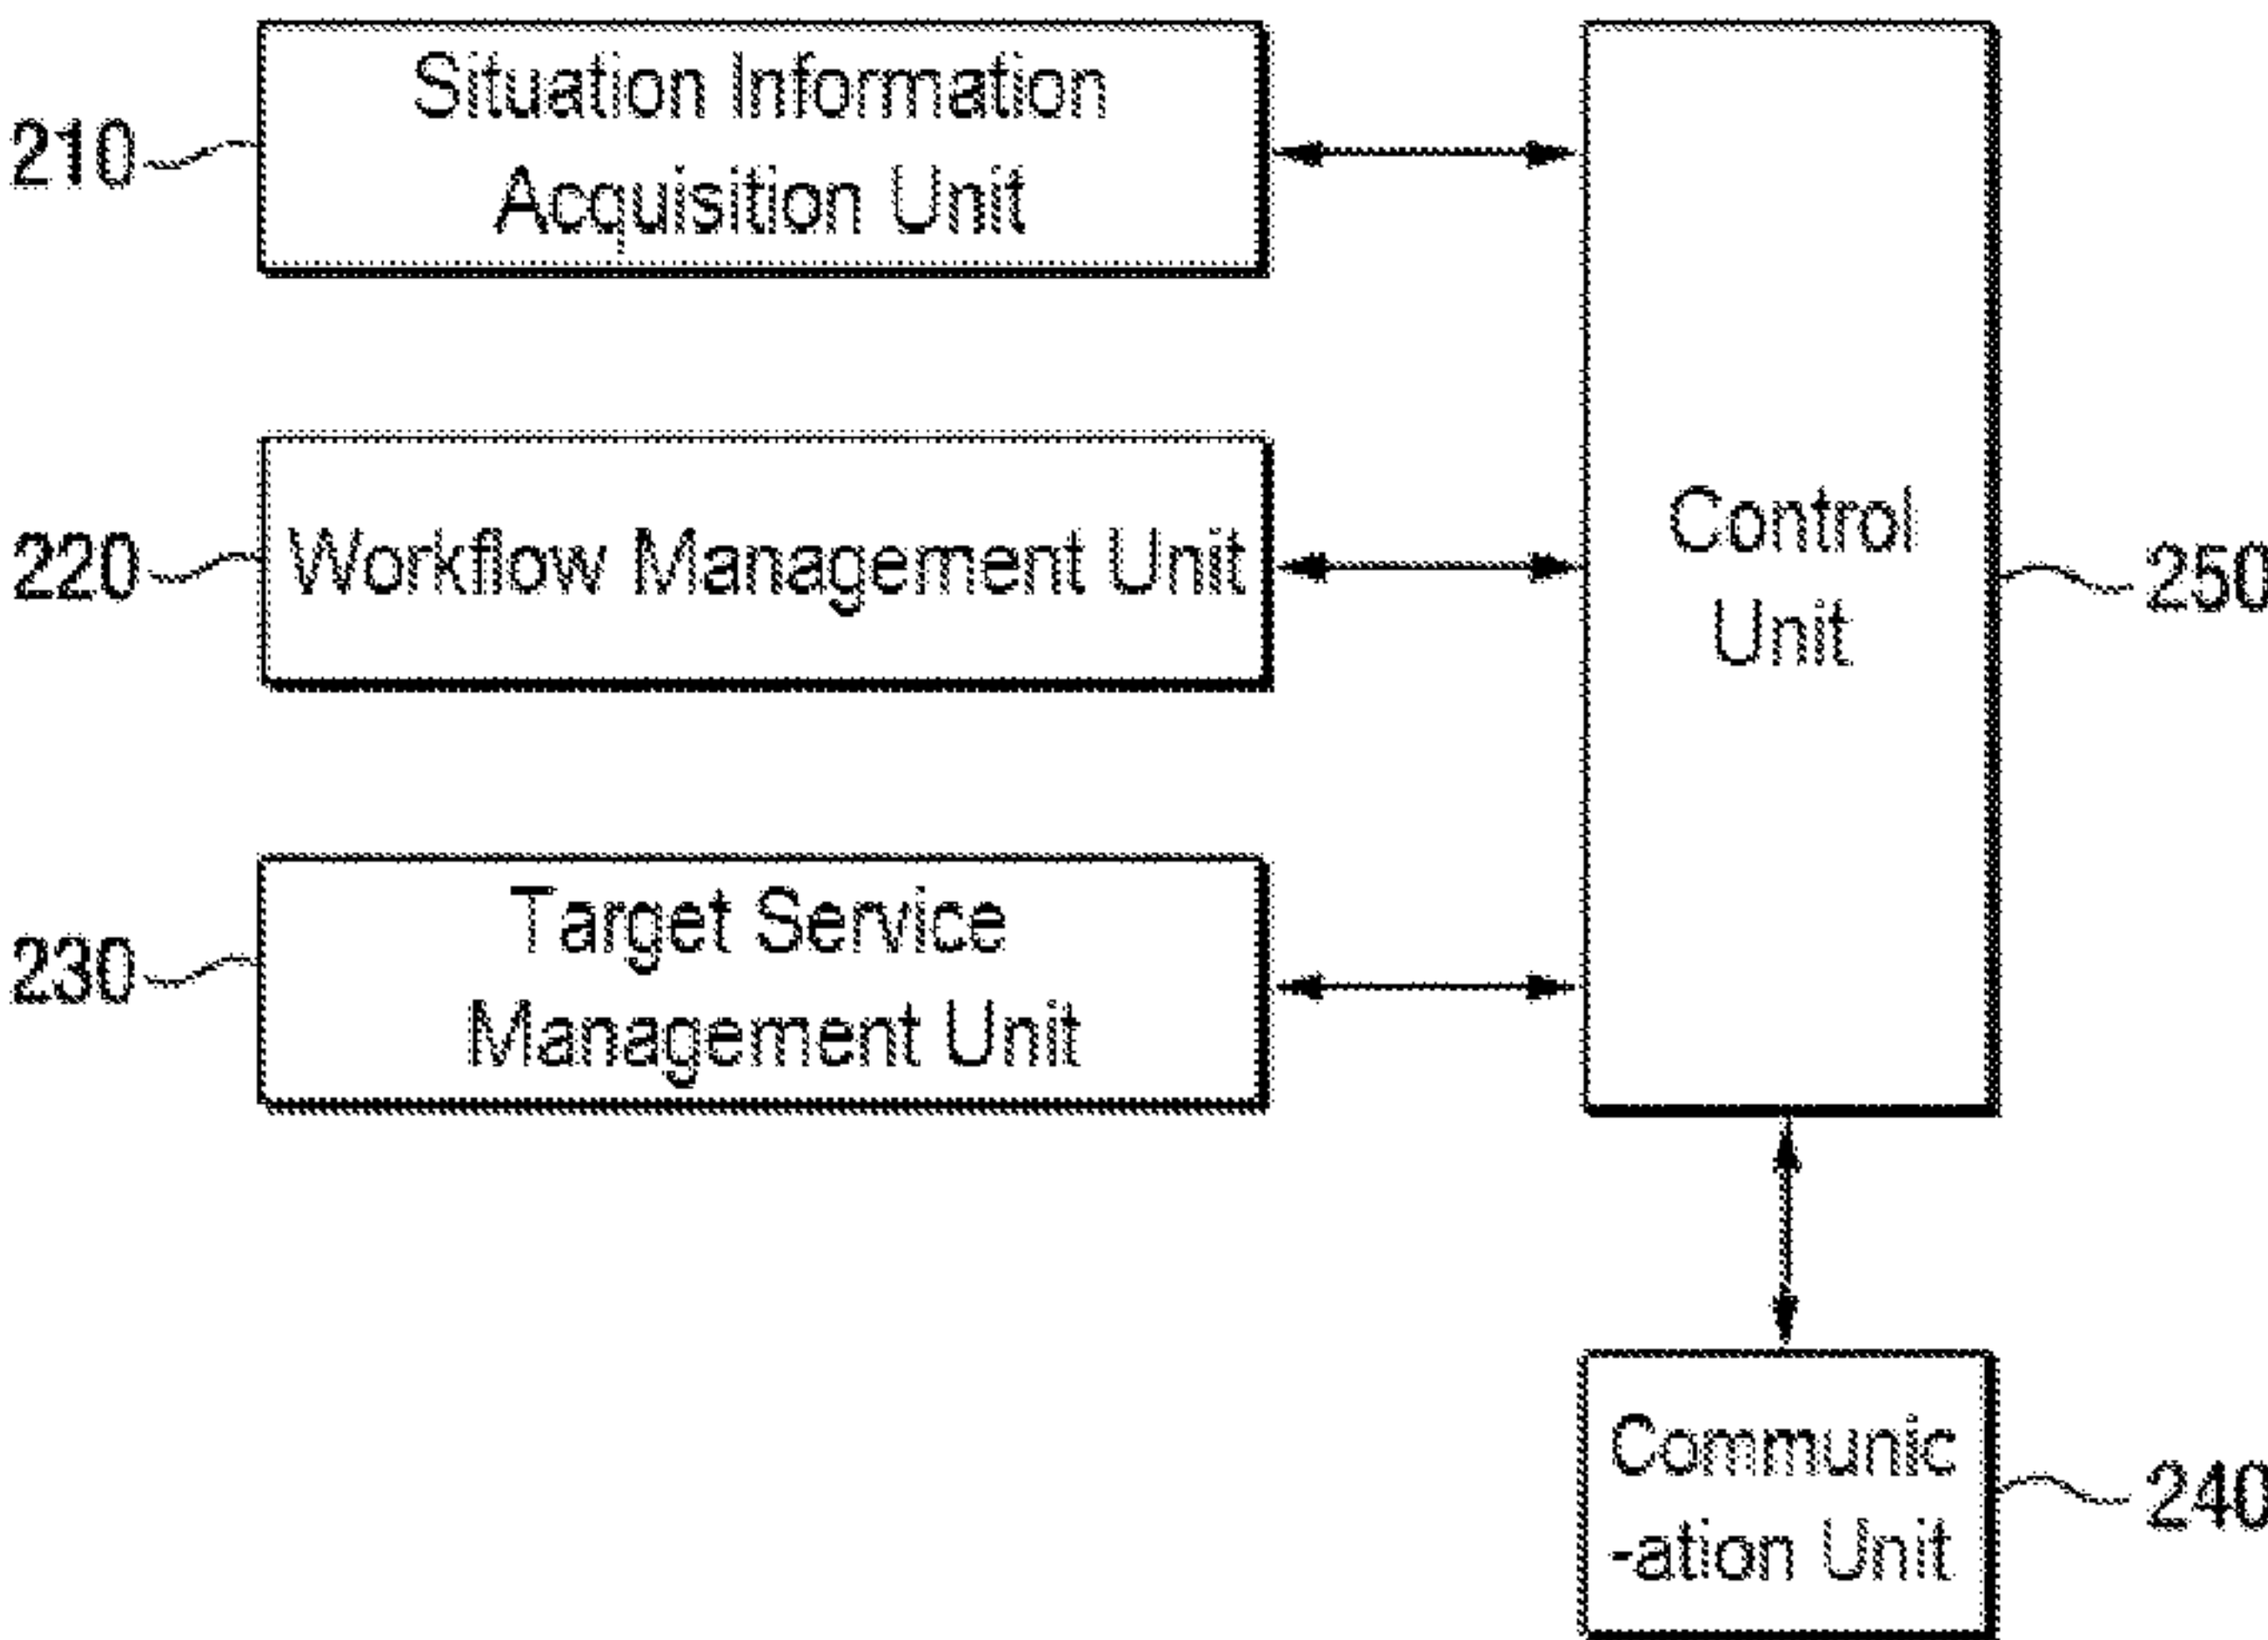 Situation Information
210
Acquisition Unit
Control
220
Workflow Management Unit
250
Unit
Target Service
230
Management Unit
Communic
240
-ation Unit